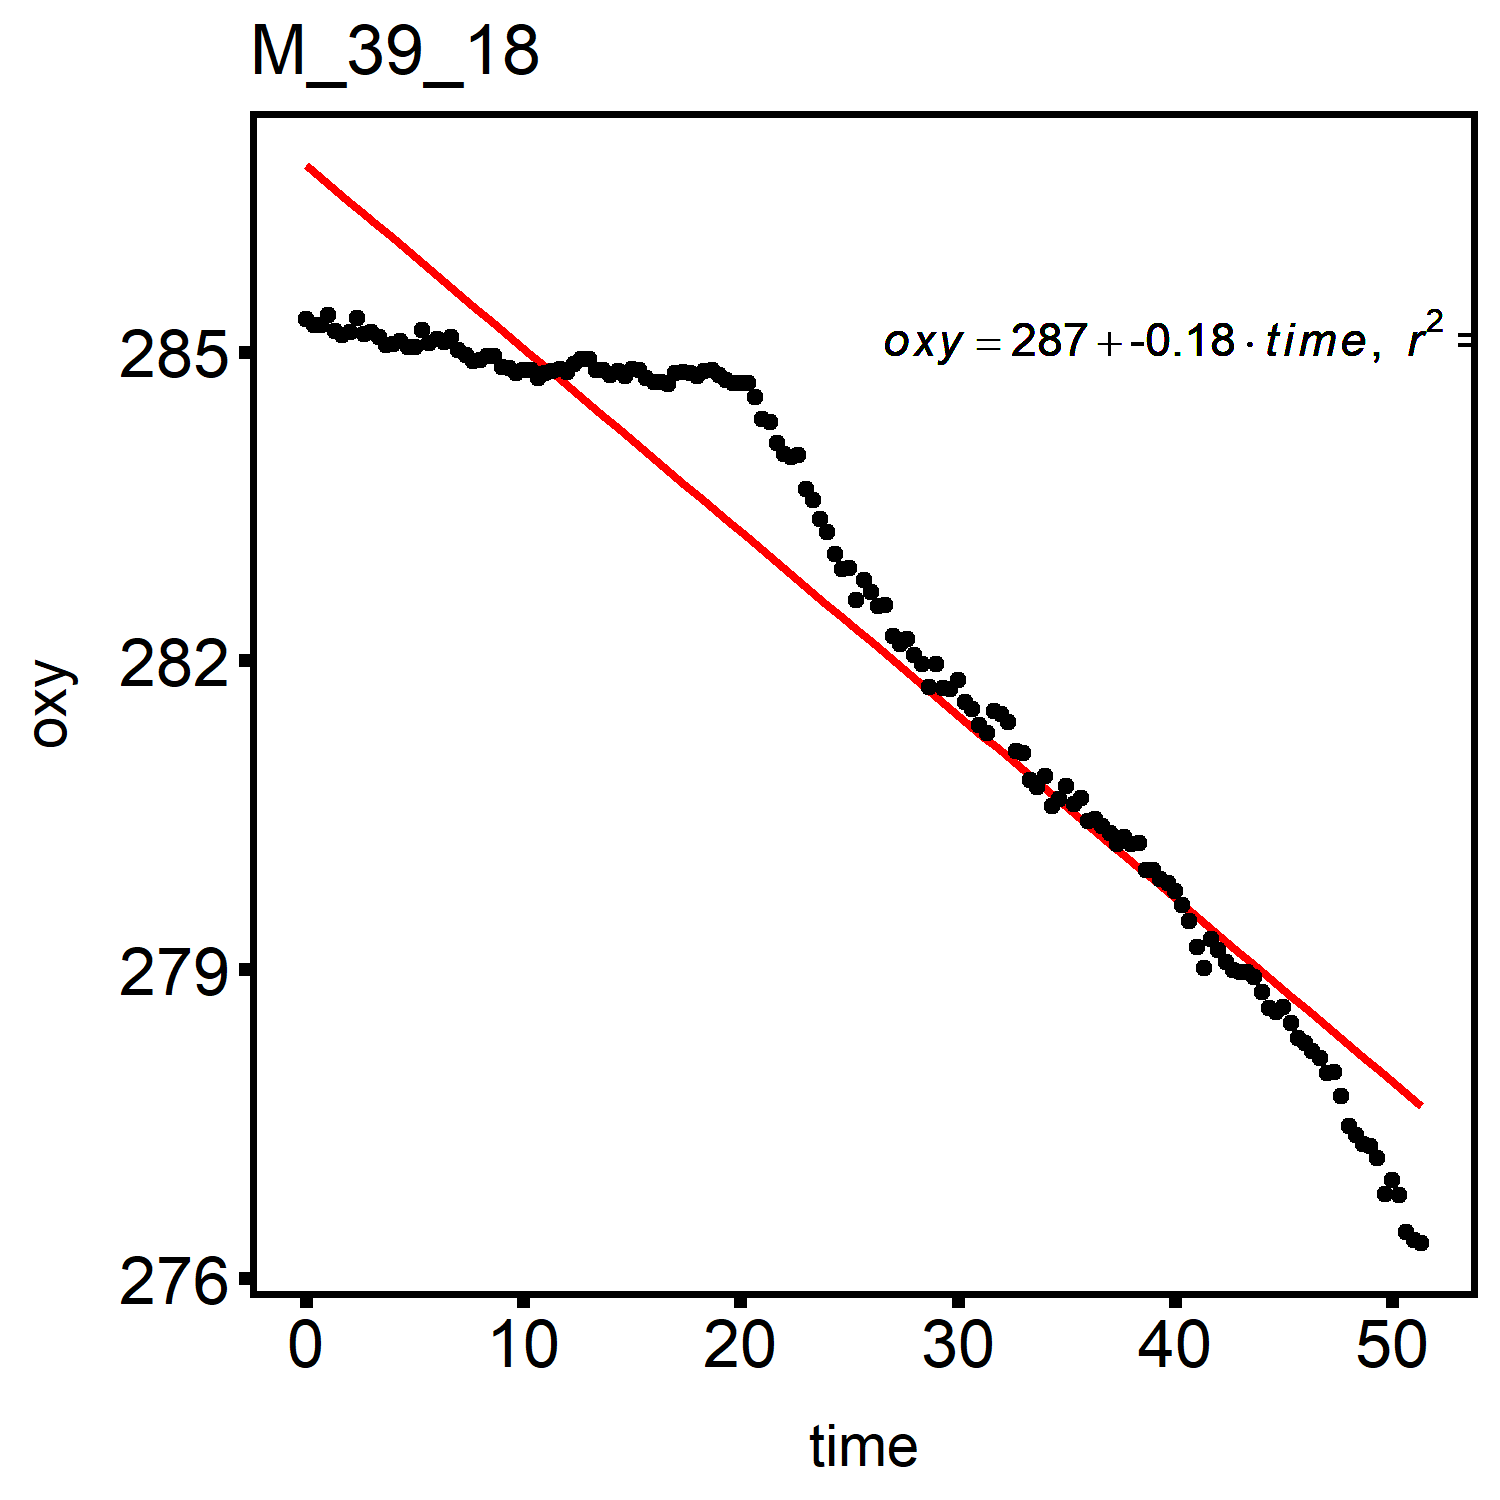 M_39_18
oxy = 287 + -0.18 · time, r² =
285
282
279
276
oxy
0 10 20 30 40 50
time